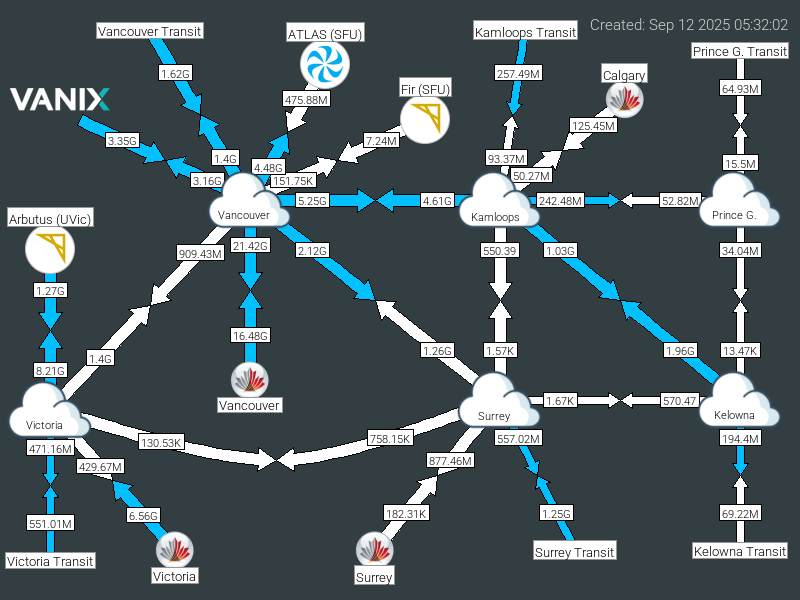 Created: Sep 12 2025 05:32:02
Vancouver Transit
ATLAS (SFU)
Kamloops Transit
Prince G. Transit
1.62G
257.49M
Calgary
64.93M
VANIX
475.88M
Fir (SFU)
3.35G
7.24M
125.45M
1.4G
4.48G
93.37M
15.5M
3.16G
151.75K
50.27M
5.25G
4.61G
242.48M
52.82M
Vancouver
Kamloops
Prince G.
Arbutus (UVic)
909.43M
21.42G
2.12G
550.39
1.03G
34.04M
1.27G
16.48G
1.4G
1.26G
1.57K
1.96G
13.47K
8.21G
Vancouver
1.67K
570.47
Victoria
Surrey
Kelowna
130.53K
758.15K
557.02M
194.4M
471.16M
429.67M
877.46M
551.01M
6.56G
182.31K
1.25G
69.22M
Victoria Transit
Victoria
Surrey
Surrey Transit
Kelowna Transit